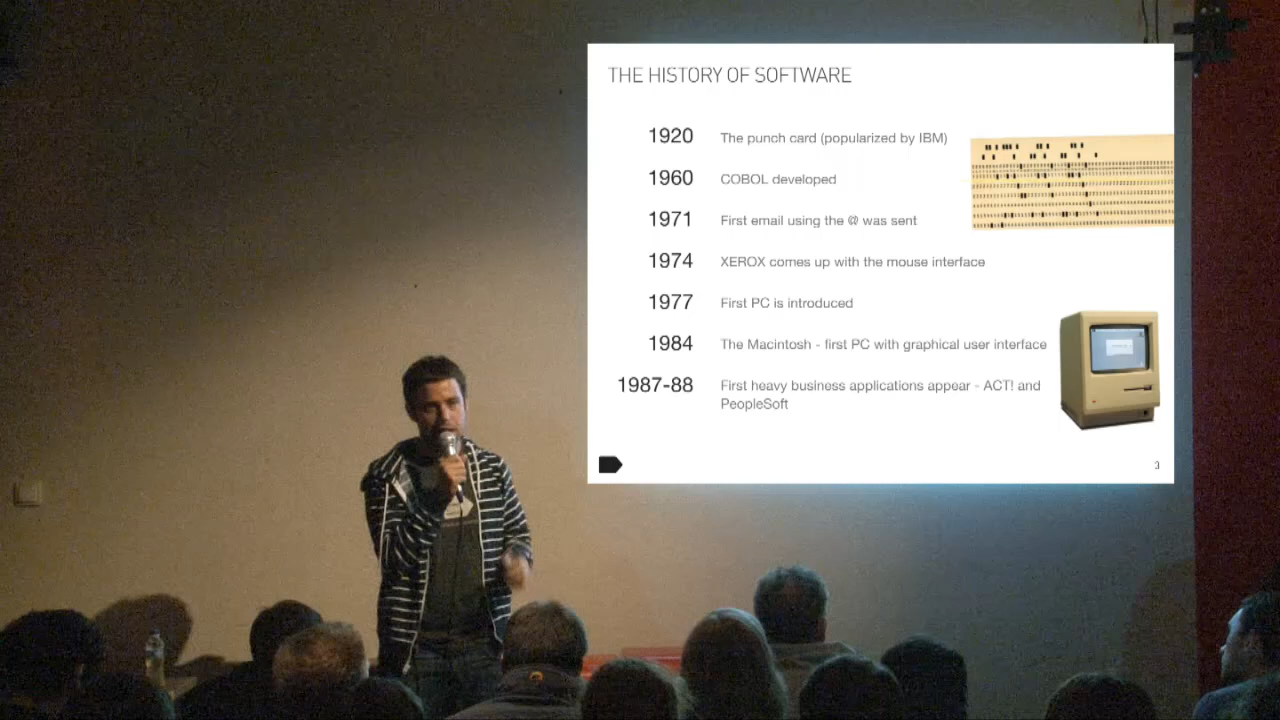 THE HISTORY OF SOFTWARE
1920 The punch card (popularized by IBM)
1960 COBOL developed
1971 First email using the @ was sent
1974 XEROX comes up with the mouse interface
1977 First PC is introduced
1984 The Macintosh - first PC with graphical user interface
1987-88 First heavy business applications appear - ACT! and
PeopleSoft
3